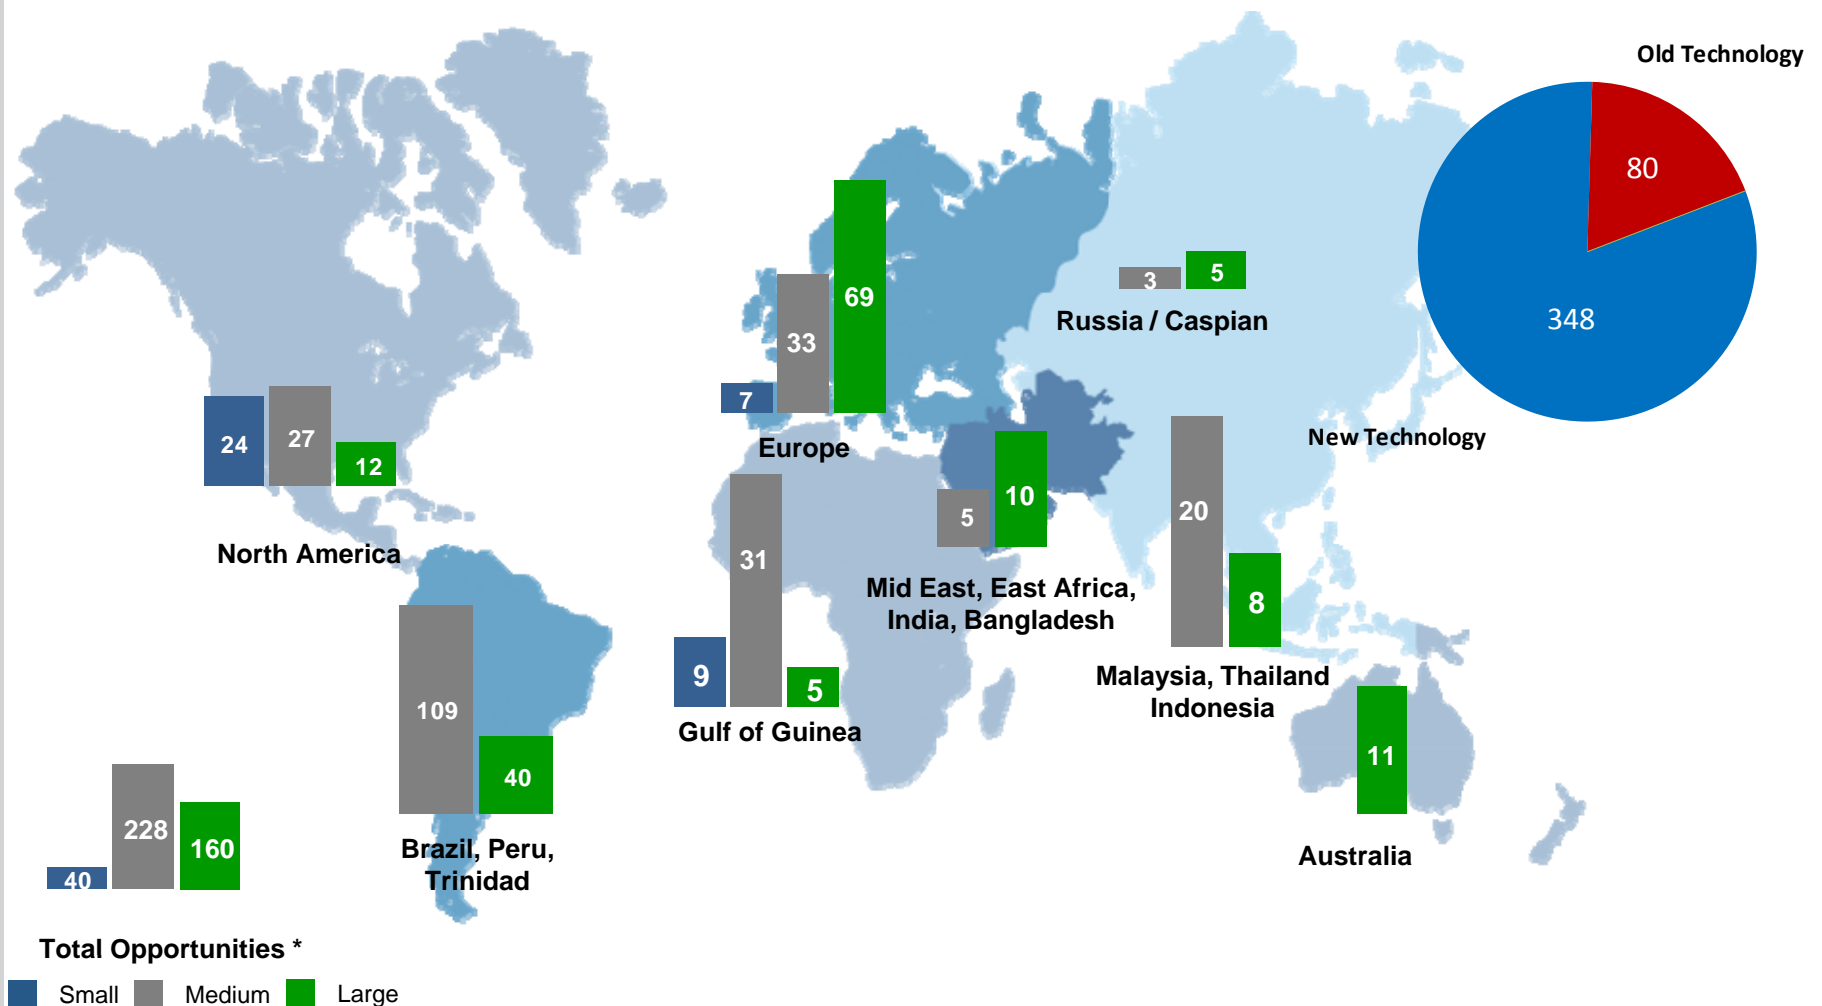 Old Technology
80
348
New Technology
69
33
7
Europe
3
5
Russia / Caspian
24
27
12
North America
10
5
Mid East, East Africa,
India, Bangladesh
20
8
Malaysia, Thailand
Indonesia
31
9
5
Gulf of Guinea
109
40
Brazil, Peru,
Trinidad
11
Australia
228
160
40
Total Opportunities *
Small Medium Large